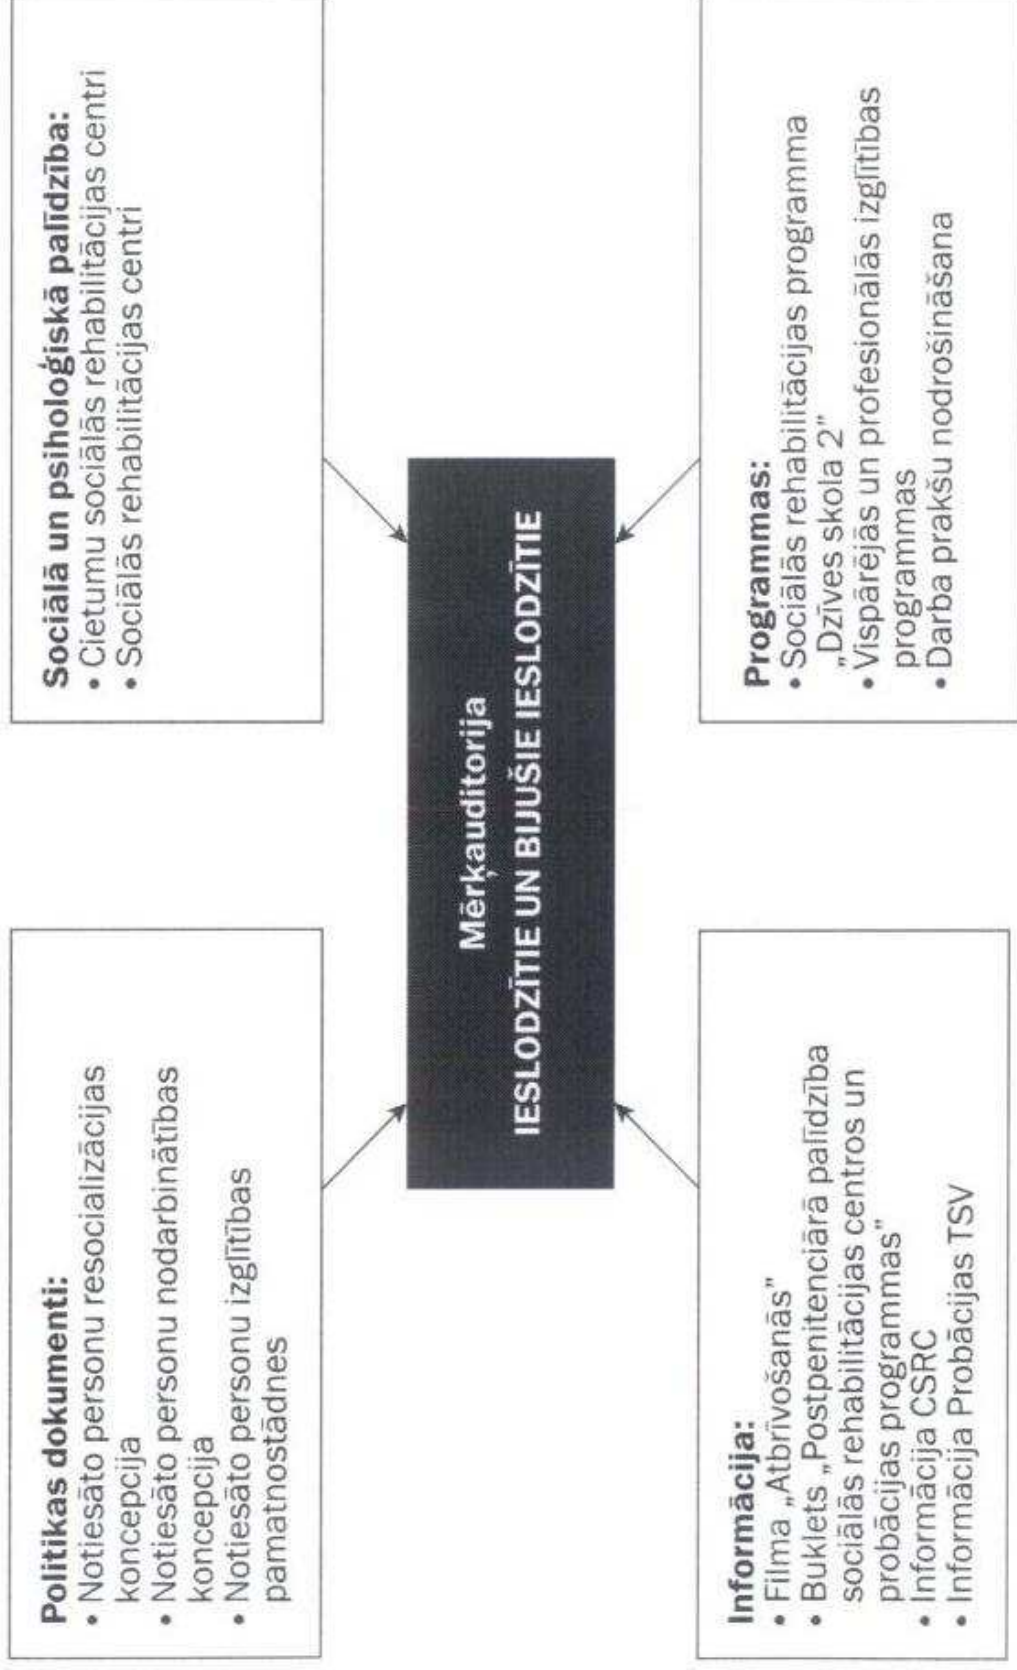 Politikas dokumenti:
• Notiesāto personu resocializācijas
koncepcija
• Notiesāto personu nodarbinātības
koncepcija
• Notiesāto personu izglītības
pamatnostādnes
Sociālā un psiholoģiskā palīdzība:
• Cietumu sociālās rehabilitācijas centri
• Sociālās rehabilitācijas centri
Mērķauditorija
IESLODZĪTIE UN BIJUŠIE IESLODZĪTIE
Informācija:
• Filma „Atbrīvošanās”
• Buklets „Postpenitenciārā palīdzība
sociālās rehabilitācijas centros un
probācijas programmas”
• Informācija CSRC
• Informācija Probācijas TSV
Programmas:
• Sociālās rehabilitācijas programma
„Dzīves skola 2”
• Vispārējās un profesionālās izglītības
programmas
• Darba prakšu nodrošināšana